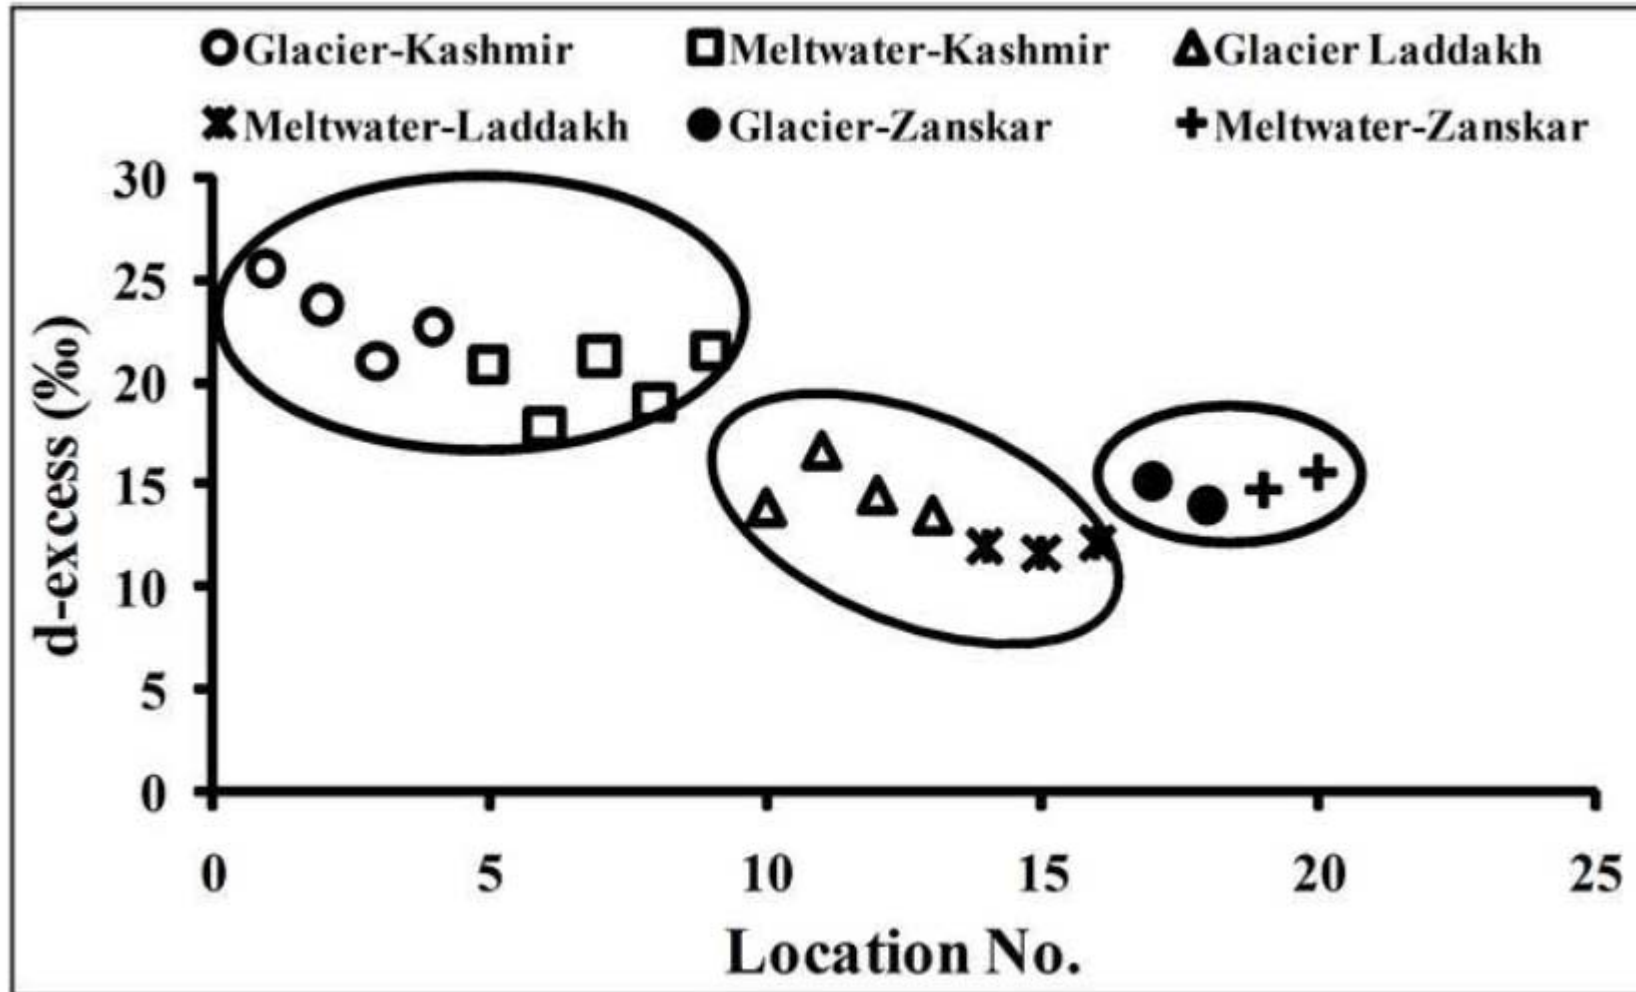 Glacier-Kashmir Meltwater-Kashmir Glacier Laddakh
Meltwater-Laddakh Glacier-Zanskar Meltwater-Zanskar
30
25
20
15
10
5
0
d-excess (‰)
0 5 10 15 20 25
Location No.